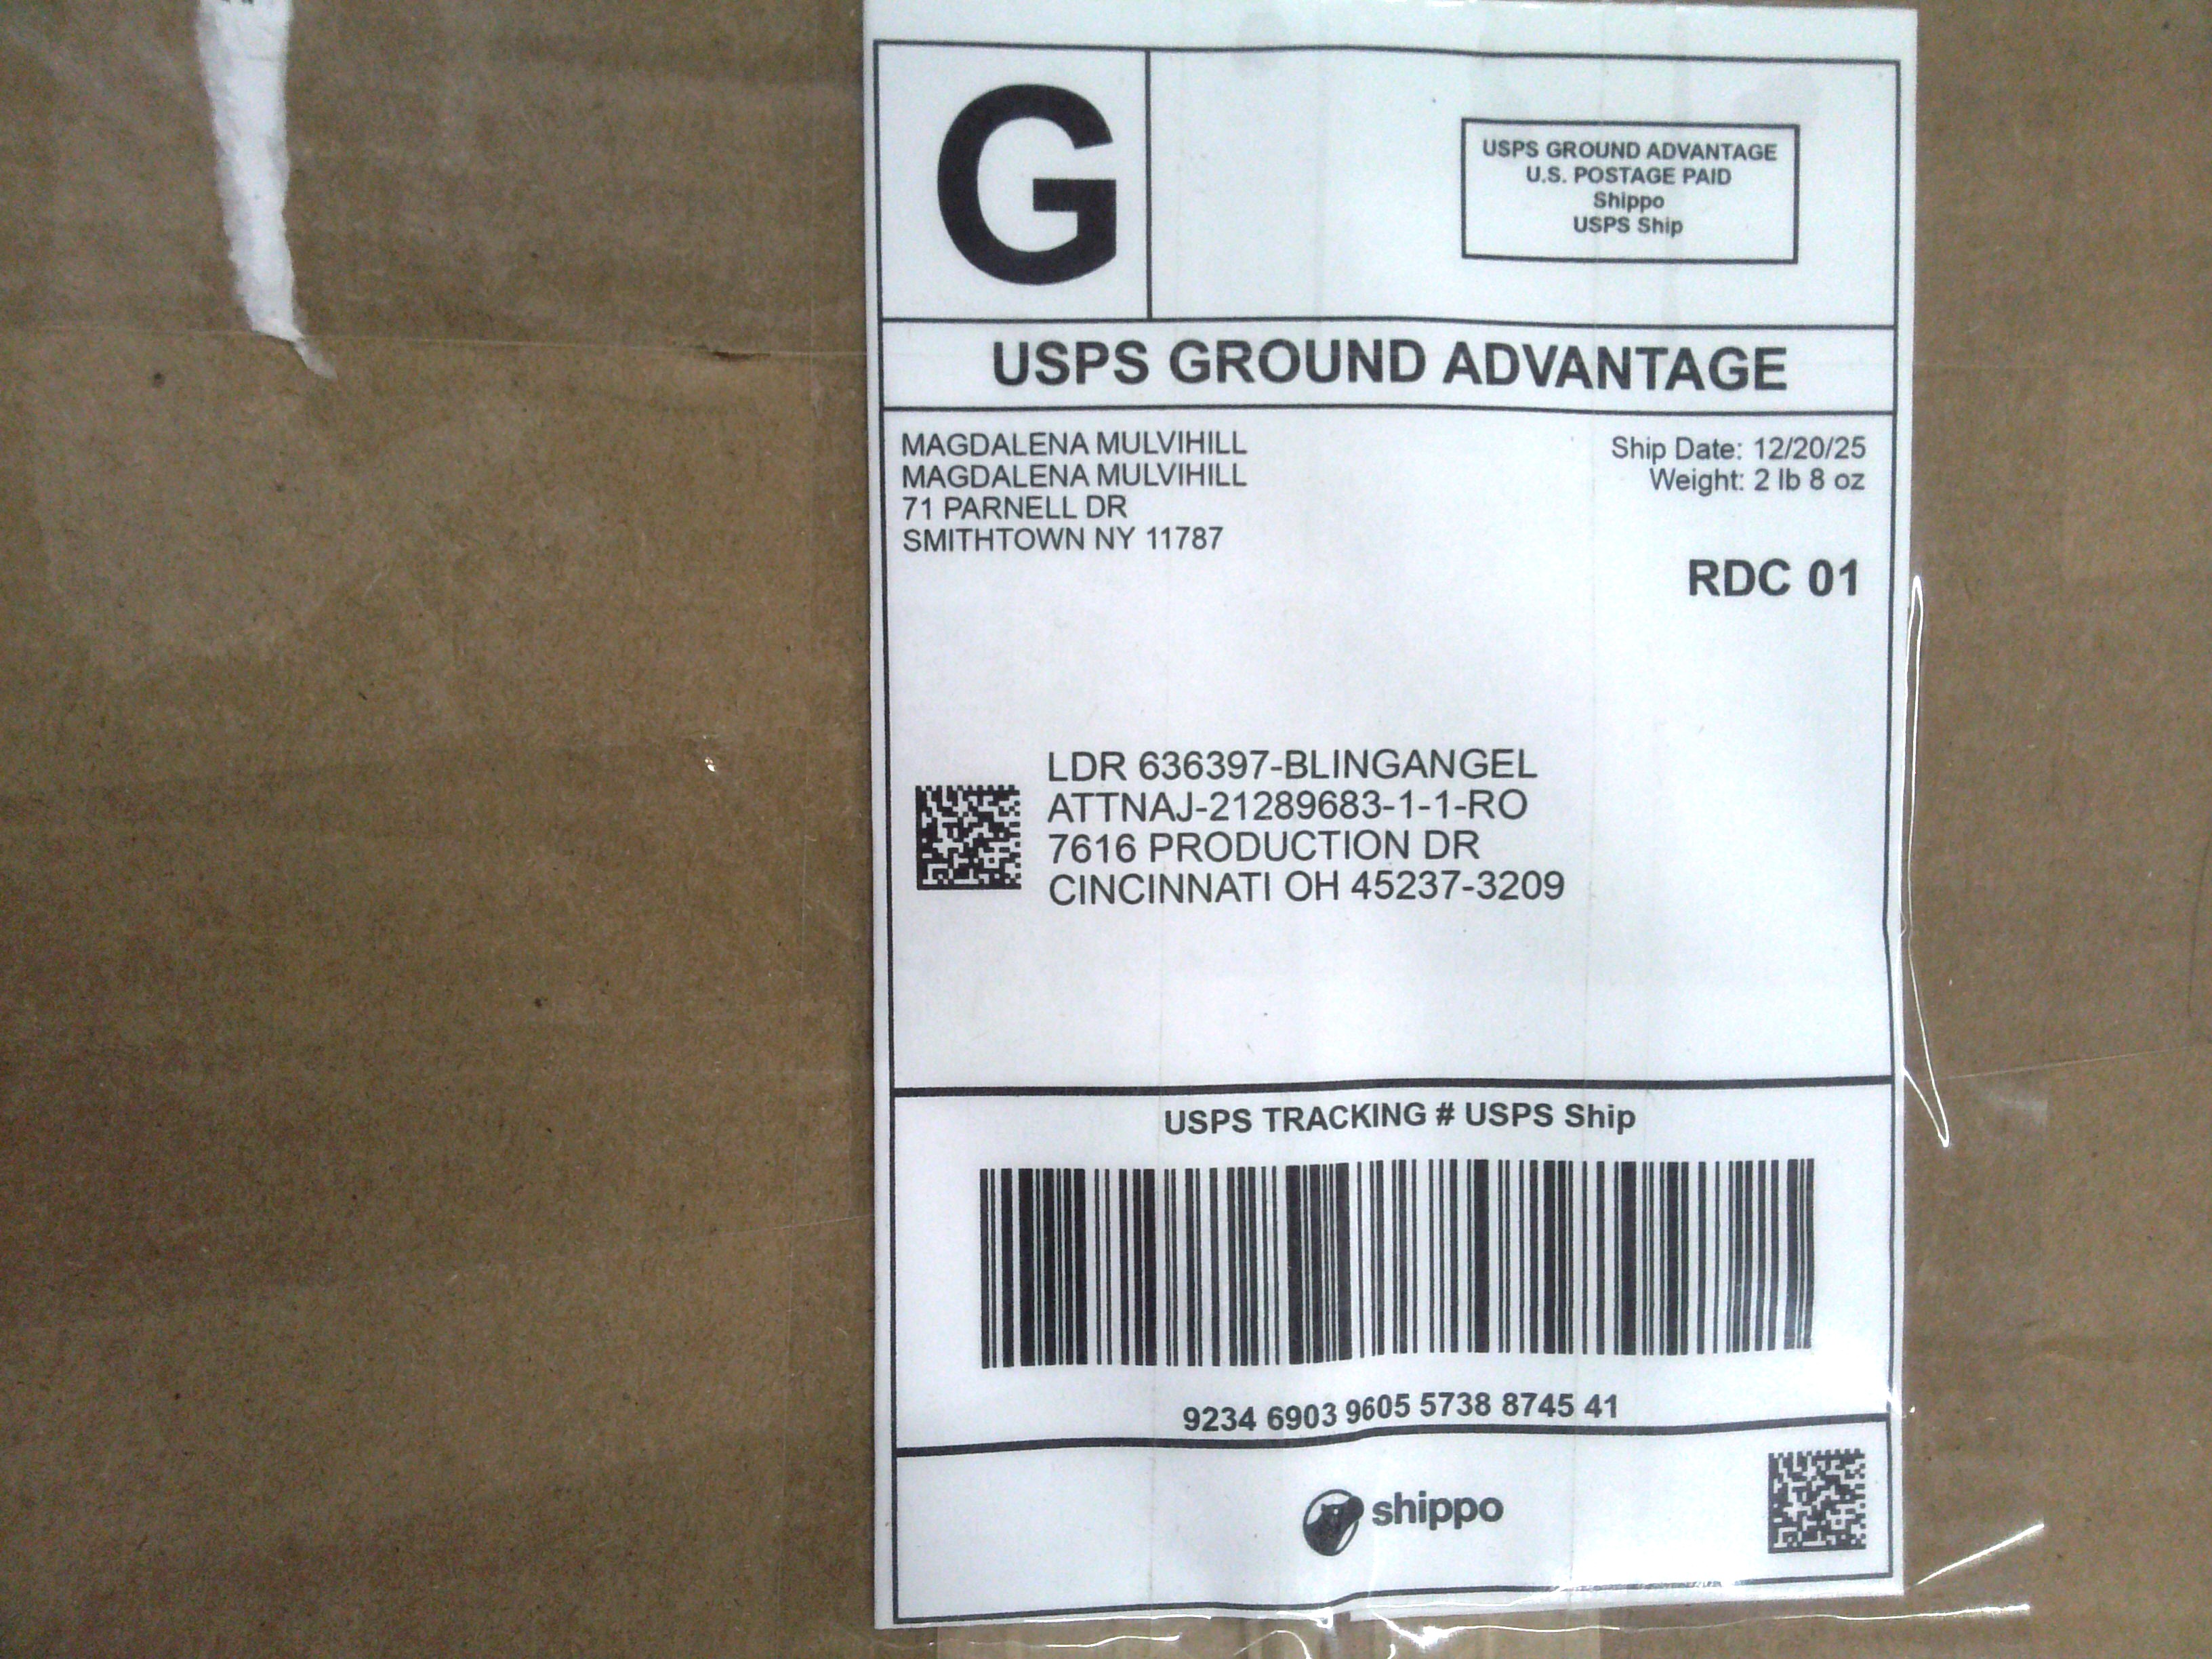 G
USPS GROUND ADVANTAGE
U.S. POSTAGE PAID
Shippo
USPS Ship
USPS GROUND ADVANTAGE
MAGDALENA MULVIHILL
MAGDALENA MULVIHILL
71 PARNELL DR
SMITHTOWN NY 11787
Ship Date: 12/20/25
Weight: 2 lb 8 oz
RDC 01
LDR 636397-BLINGANGEL
ATTNAJ-21289683-1-1-RO
7616 PRODUCTION DR
CINCINNATI OH 45237-3209
USPS TRACKING # USPS Ship
9234 6903 9605 5738 8745 41
shippo